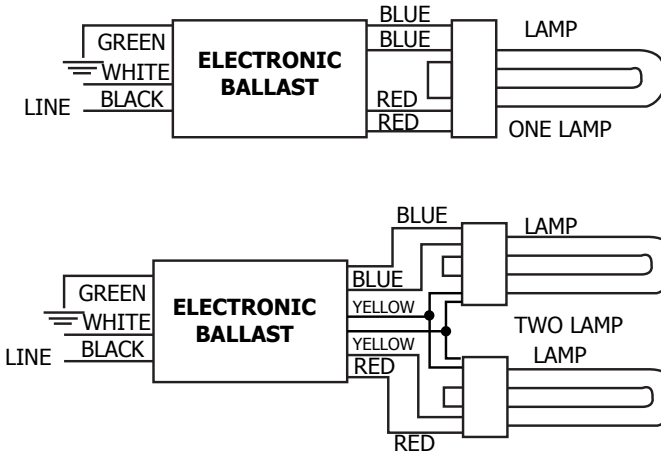 BLUE
LAMP
GREEN
BLUE
ELECTRONIC
BALLAST
WHITE
LINE
BLACK
RED
RED
ONE LAMP
BLUE
LAMP
BLUE
GREEN
ELECTRONIC
BALLAST
YELLOW
WHITE
TWO LAMP
YELLOW
LINE
BLACK
LAMP
RED
RED